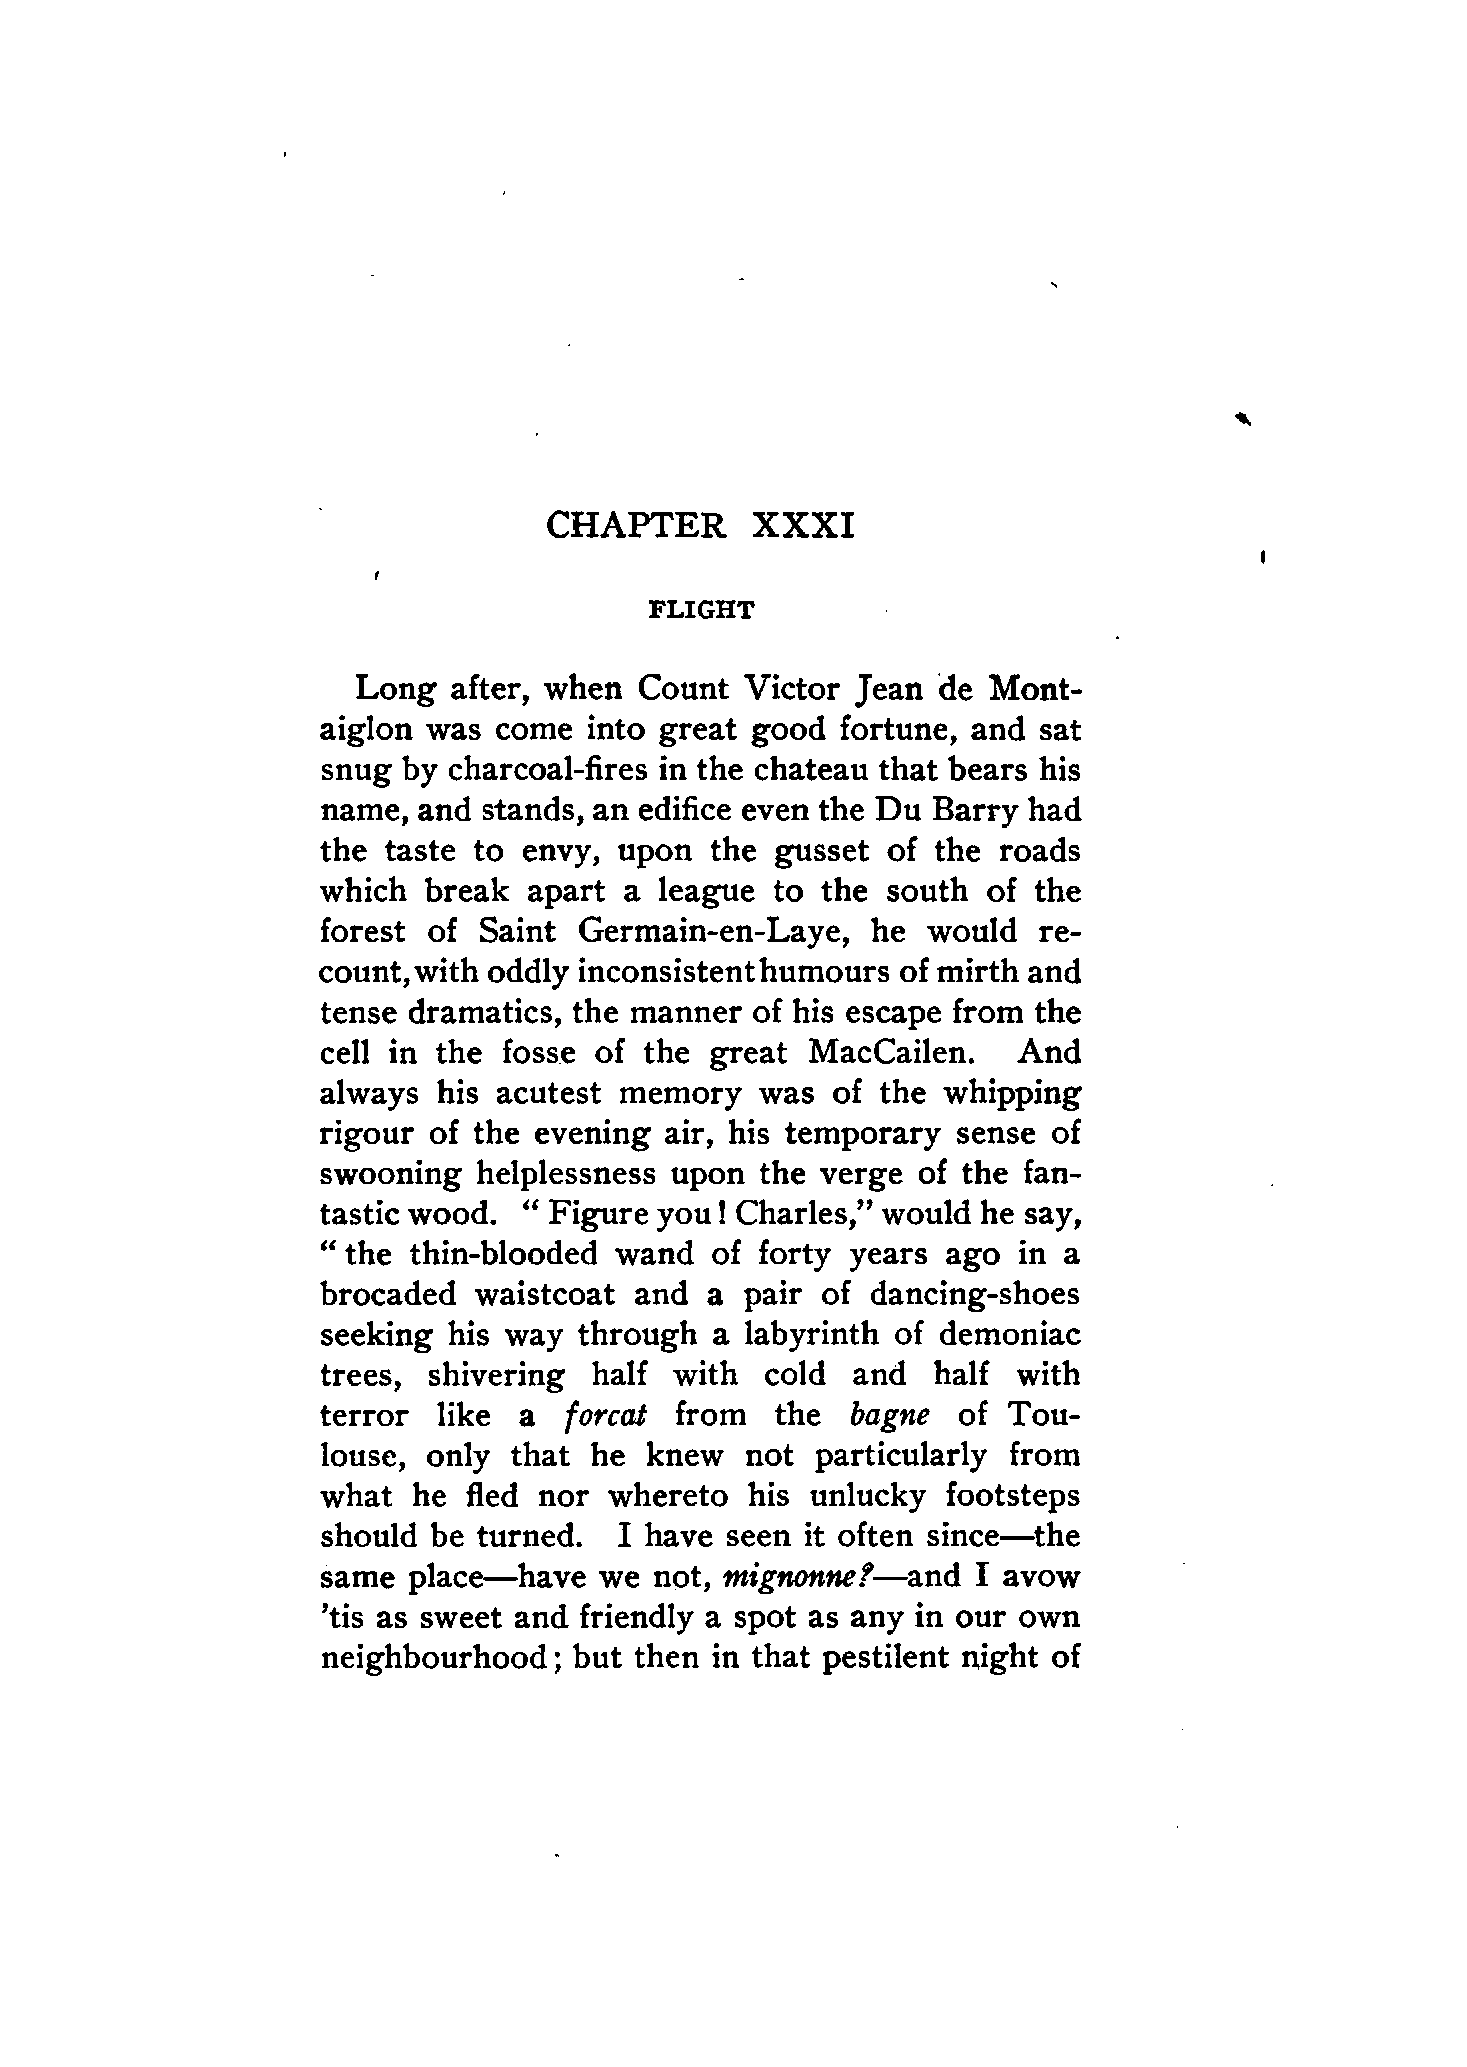 CHAPTER XXXI
FLIGHT
Long after, when Count Victor Jean de Mont-
aiglon was come into great good fortune, and sat
snug by charcoal-fires in the chateau that bears his
name, and stands, an edifice even the Du Barry had
the taste to envy, upon the gusset of the roads
which break apart a league to the south of the
forest of Saint Germain-en-Laye, he would re-
count, with oddly inconsistent humours of mirth and
tense dramatics, the manner of his escape from the
cell in the fosse of the great MacCailen. And
always his acutest memory was of the whipping
rigour of the evening air, his temporary sense of
swooning helplessness upon the verge of the fan-
tastic wood. “Figure you! Charles,” would he say,
“the thin-blooded wand of forty years ago in a
brocaded waistcoat and a pair of dancing-shoes
seeking his way through a labyrinth of demoniac
trees, shivering half with cold and half with
terror like a forcat from the bagne of Tou-
louse, only that he knew not particularly from
what he fled nor whereto his unlucky footsteps
should be turned. I have seen it often since—the
same place—have we not, mignonne?—and I avow
’tis as sweet and friendly a spot as any in our own
neighbourhood; but then in that pestilent night of